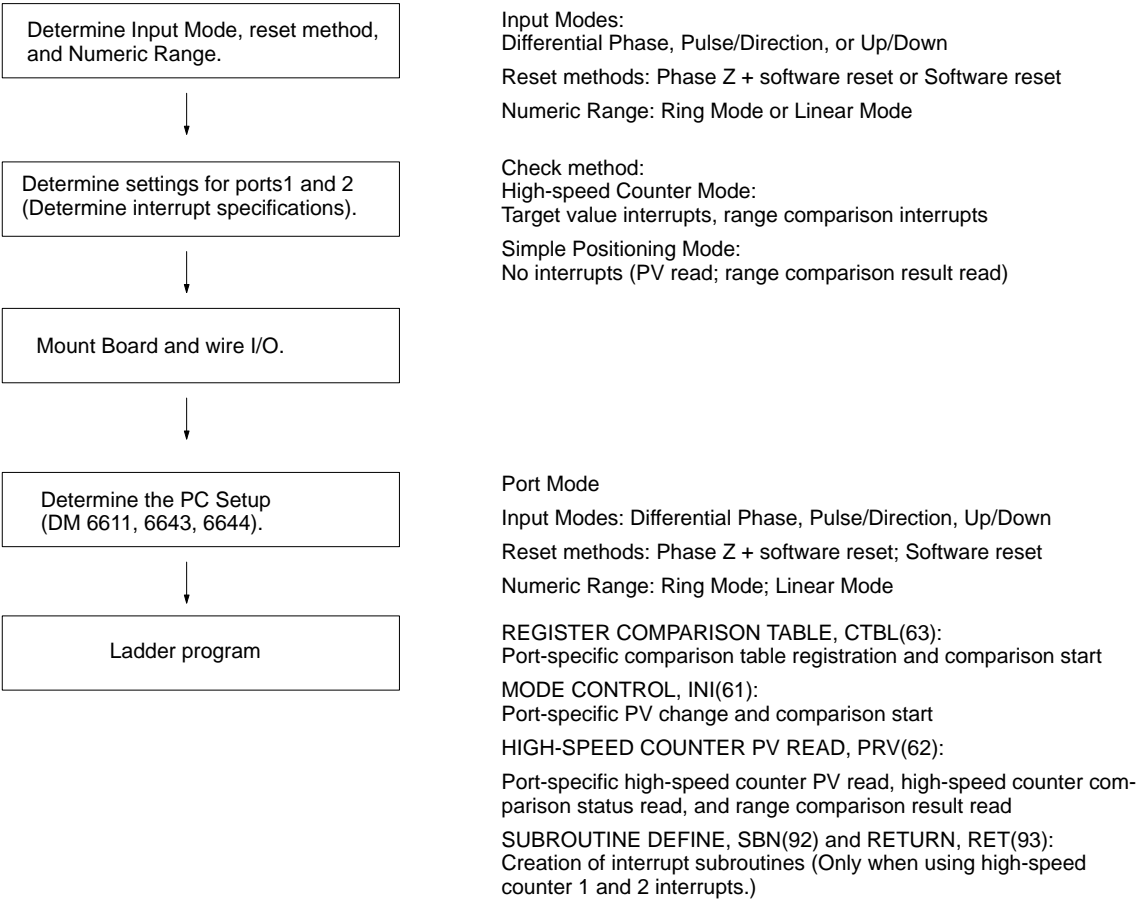 Determine Input Mode, reset method,
and Numeric Range.
Input Modes:
Differential Phase, Pulse/Direction, or Up/Down
Reset methods: Phase Z + software reset or Software reset
Numeric Range: Ring Mode or Linear Mode
Determine settings for ports1 and 2
(Determine interrupt specifications).
Check method:
High-speed Counter Mode:
Target value interrupts, range comparison interrupts
Simple Positioning Mode:
No interrupts (PV read; range comparison result read)
Mount Board and wire I/O.
Determine the PC Setup
(DM 6611, 6643, 6644).
Port Mode
Input Modes: Differential Phase, Pulse/Direction, Up/Down
Reset methods: Phase Z + software reset; Software reset
Numeric Range: Ring Mode; Linear Mode
Ladder program
REGISTER COMPARISON TABLE, CTBL(63):
Port-specific comparison table registration and comparison start
MODE CONTROL, INI(61):
Port-specific PV change and comparison start
HIGH-SPEED COUNTER PV READ, PRV(62):
Port-specific high-speed counter PV read, high-speed counter com-
parison status read, and range comparison result read
SUBROUTINE DEFINE, SBN(92) and RETURN, RET(93):
Creation of interrupt subroutines (Only when using high-speed
counter 1 and 2 interrupts.)